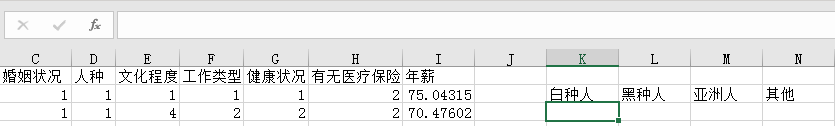 fx
C D E F G H I J K L M N
婚姻状况 人种 文化程度 工作类型 健康状况 有无医疗保险 年薪
1 1 1 1 1 2 75.04315 白种人 黑种人 亚洲人 其他
1 1 4 2 2 2 70.47602